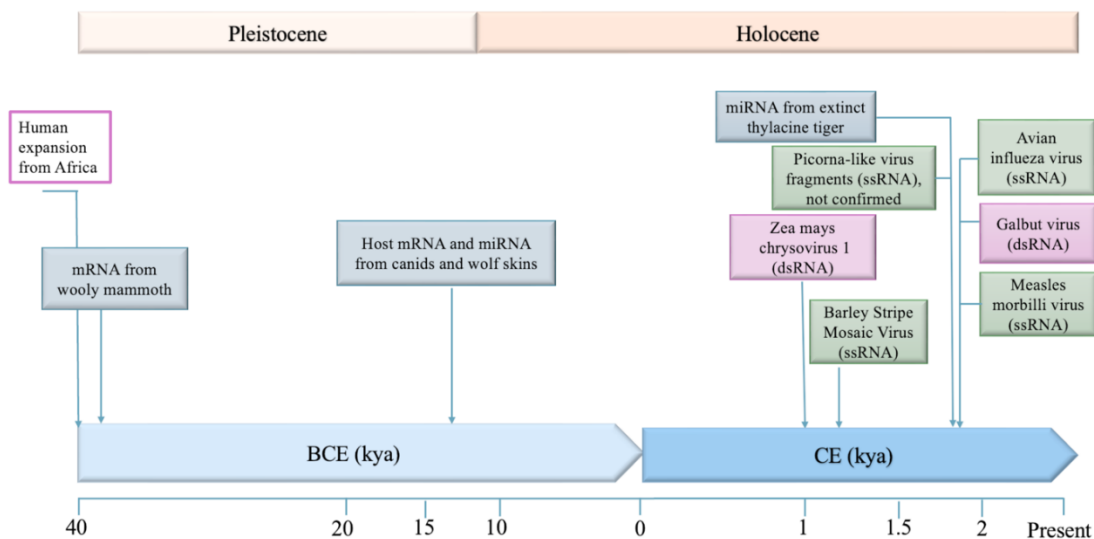 Pleistocene
Holocene
Human
expansion
from Africa
mRNA from
wooly mammoth
Host mRNA and miRNA
from canids and wolf skins
miRNA from extinct
thylacine tiger
Picorna-like virus
fragments (ssRNA),
not confirmed
Zea mays
chrysovirus 1
(dsRNA)
Barley Stripe
Mosaic Virus
(ssRNA)
Avian
influeza virus
(ssRNA)
Galbut virus
(dsRNA)
Measles
morbilli virus
(ssRNA)
BCE (kya)
CE (kya)
40 20 15 10 0 1 1.5 2 Present